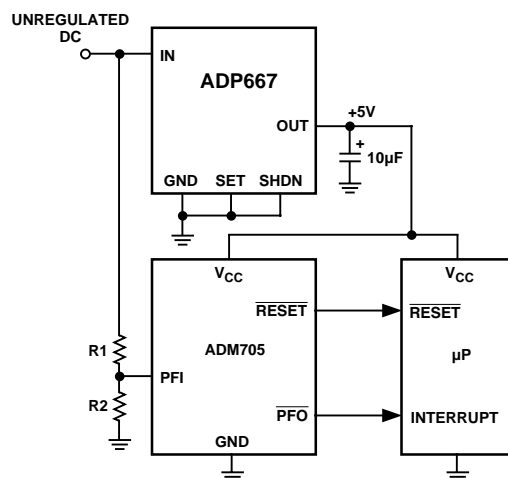 UNREGULATED
DC
IN
ADP667
OUT
+5V
+
10µF
GND SET SHDN
VCC
VCC
RESET
RESET
R1
ADM705
µP
PFI
R2
PFO
INTERRUPT
GND